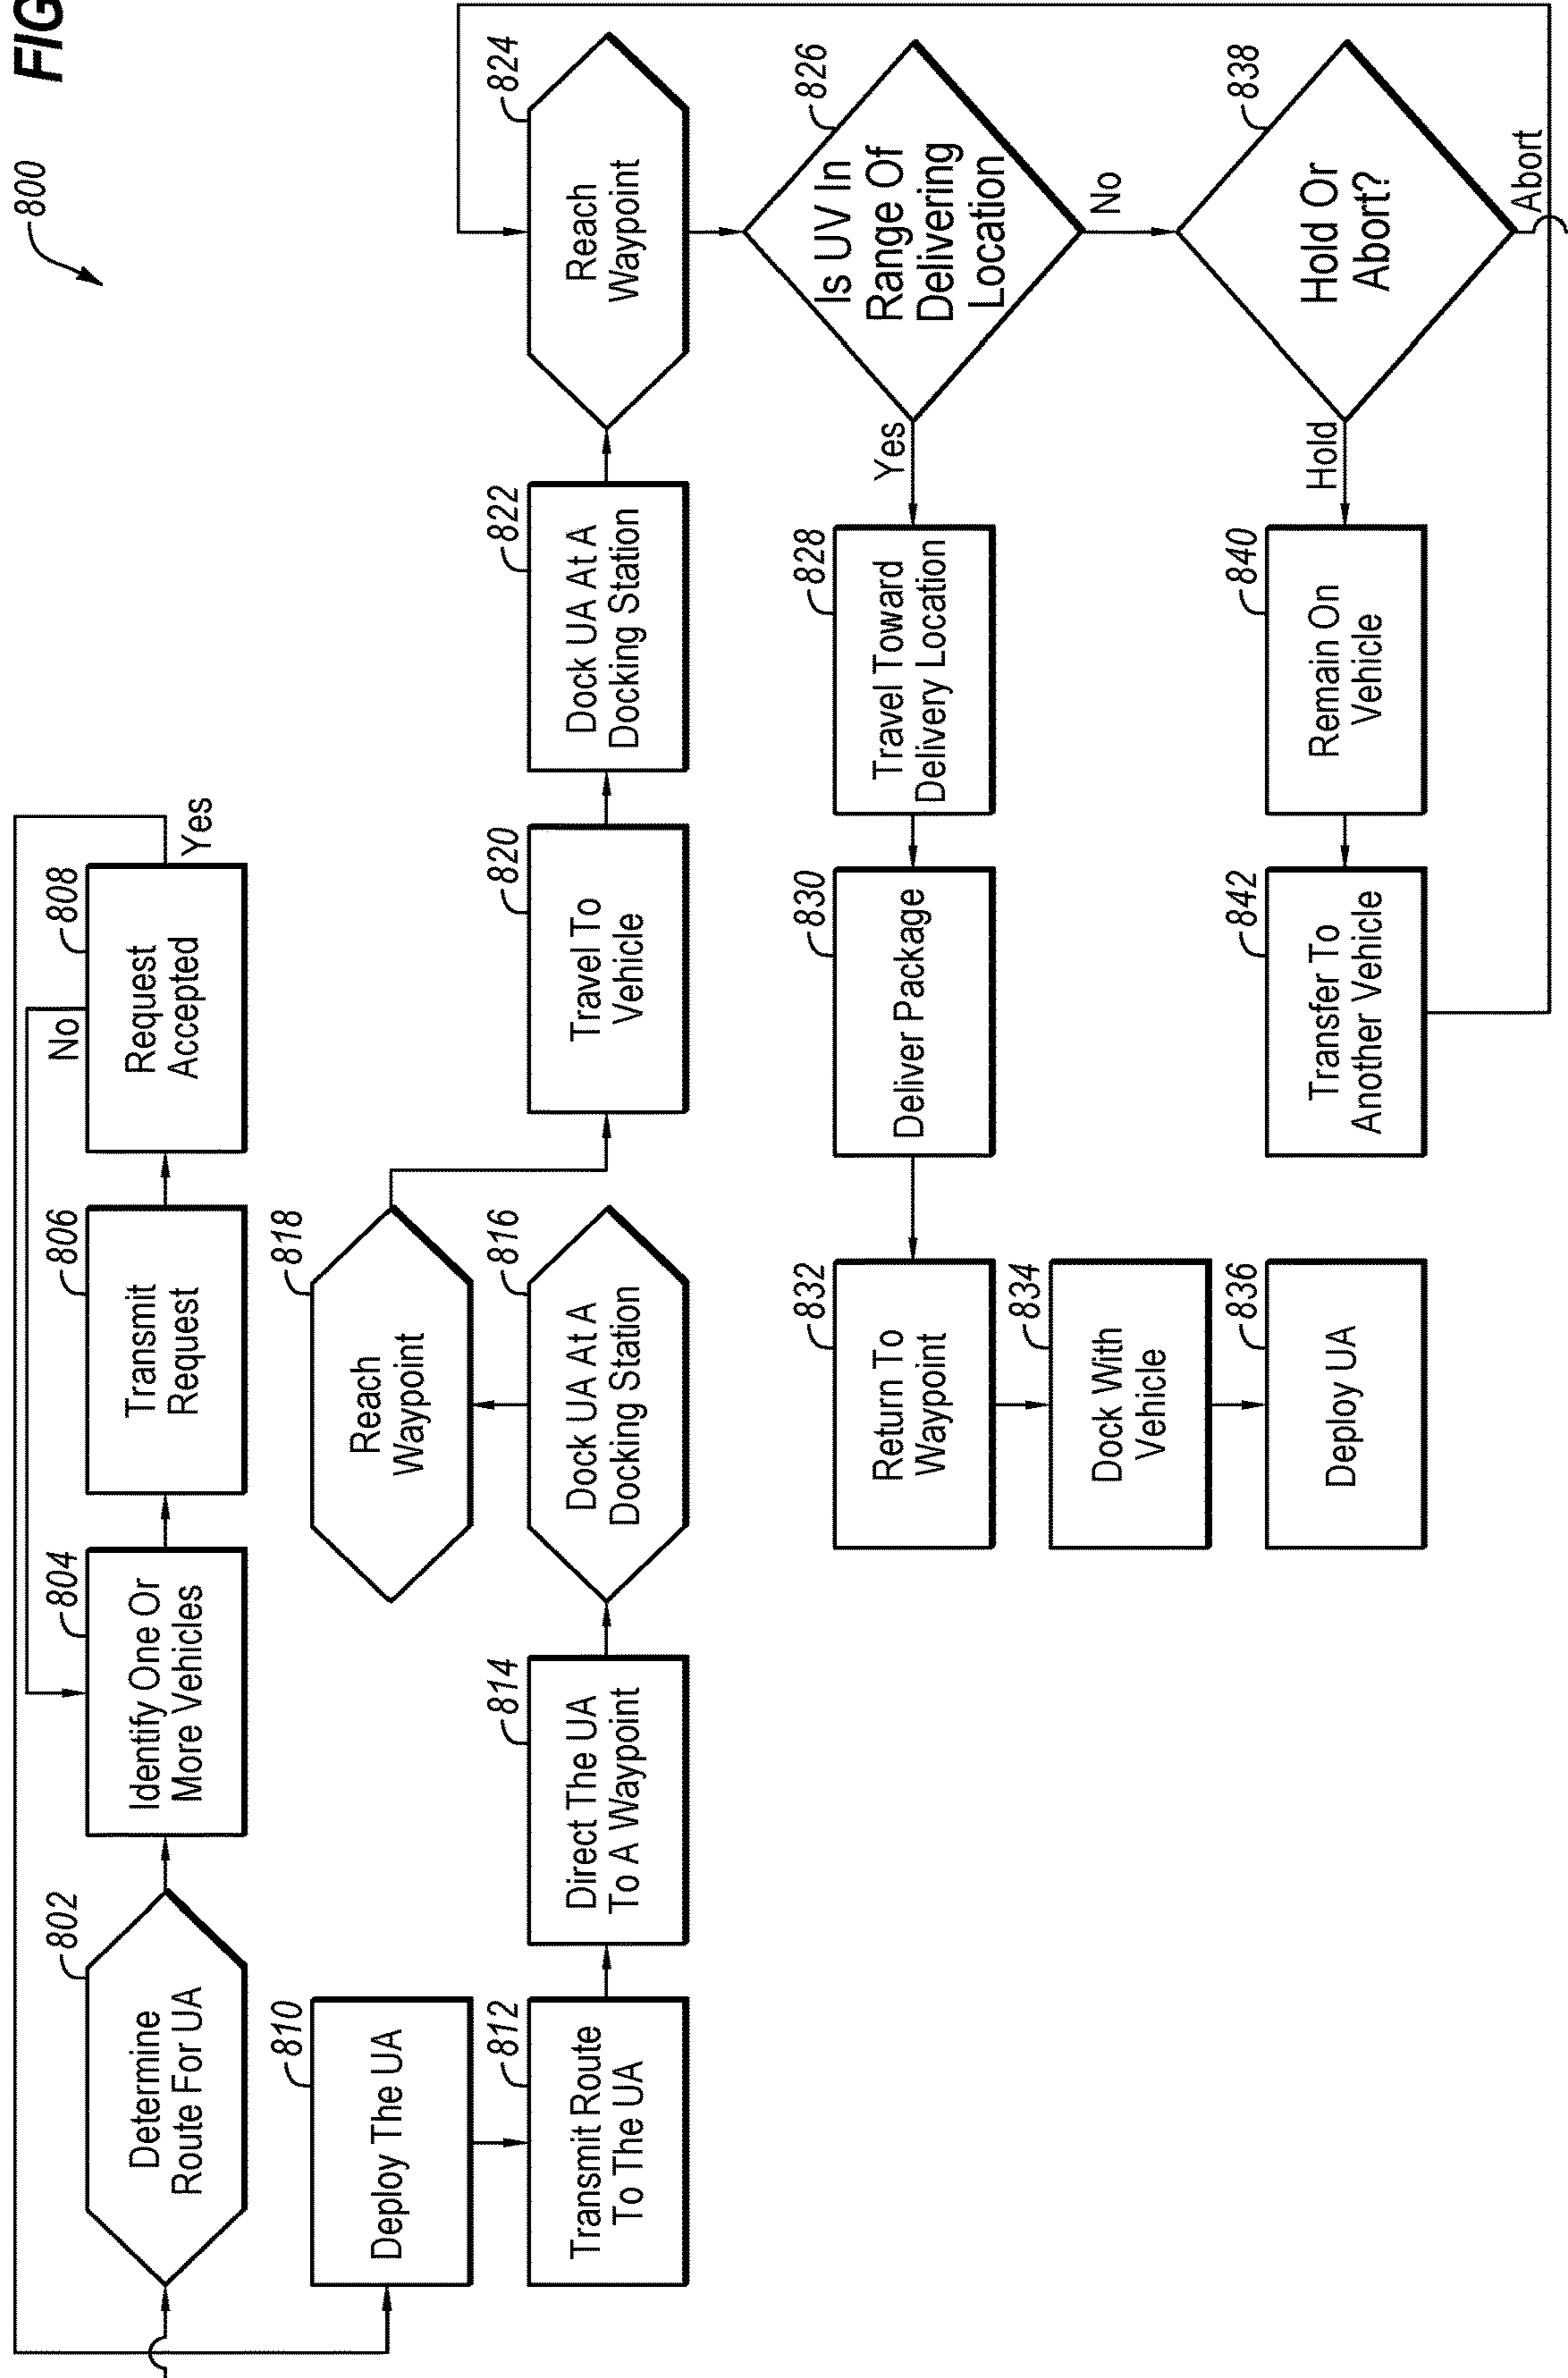 FIG
800
802
Determine
Route For UA
804
Identify One Or
More Vehicles
806
Transmit
Request
808
Request
Accepted
No
Yes
810
Deploy The UA
812
Transmit Route
To The UA
814
Direct The UA
To A Waypoint
816
Dock UA At A
Docking Station
818
Reach
Waypoint
820
Travel To
Vehicle
822
Dock UA At A
Docking Station
824
Reach
Waypoint
826
Is UV In
Range Of
Delivering
Location
Yes
No
828
Travel Toward
Delivery Location
830
Deliver Package
832
Return To
Waypoint
834
Dock With
Vehicle
836
Deploy UA
838
Hold Or
Abort?
Hold
Abort
840
Remain On
Vehicle
842
Transfer To
Another Vehicle